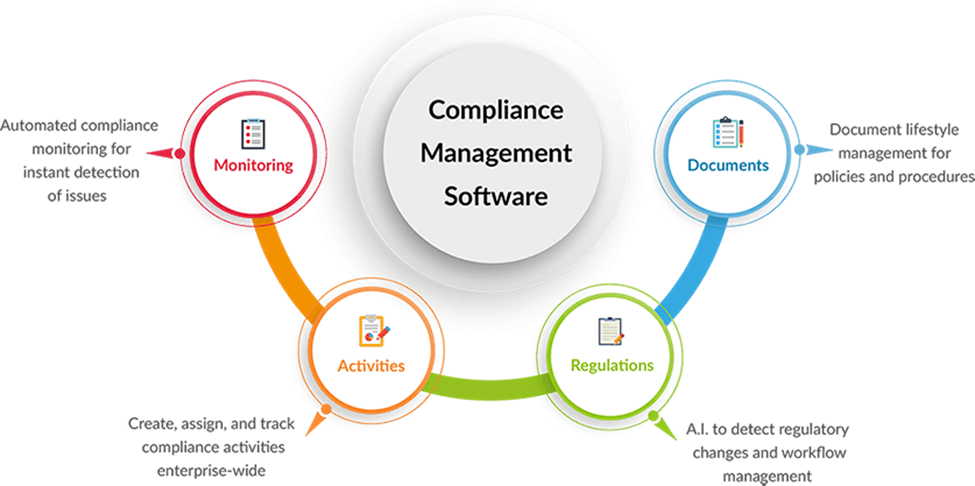 Compliance
Management
Software
Monitoring
Automated compliance
monitoring for
instant detection
of issues
Activities
Create, assign, and track
compliance activities
enterprise-wide
Regulations
A.I. to detect regulatory
changes and workflow
management
Documents
Document lifestyle
management for
policies and procedures